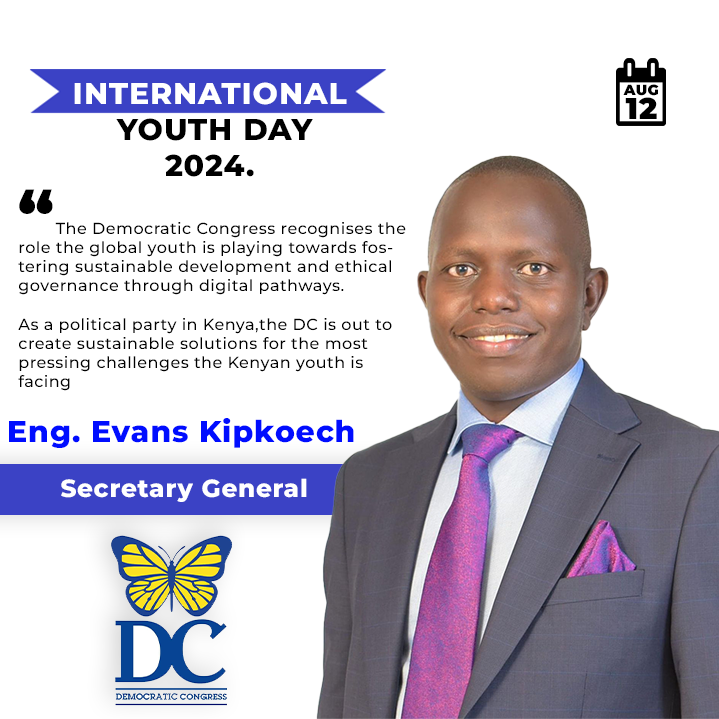 INTERNATIONAL
YOUTH DAY
2024.
AUG
12
“
The Democratic Congress recognises the
role the global youth is playing towards fos-
tering sustainable development and ethical
governance through digital pathways.
As a political party in Kenya,the DC is out to
create sustainable solutions for the most
pressing challenges the Kenyan youth is
facing
Eng. Evans Kipkoech
Secretary General
DC
DEMOCRATIC CONGRESS